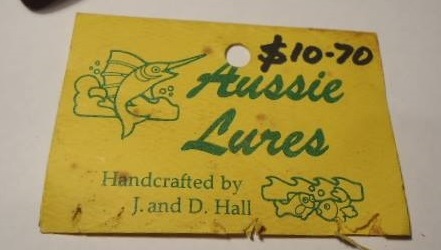 $10-70
Aussie
Lures
Handcrafted by
J. and D. Hall